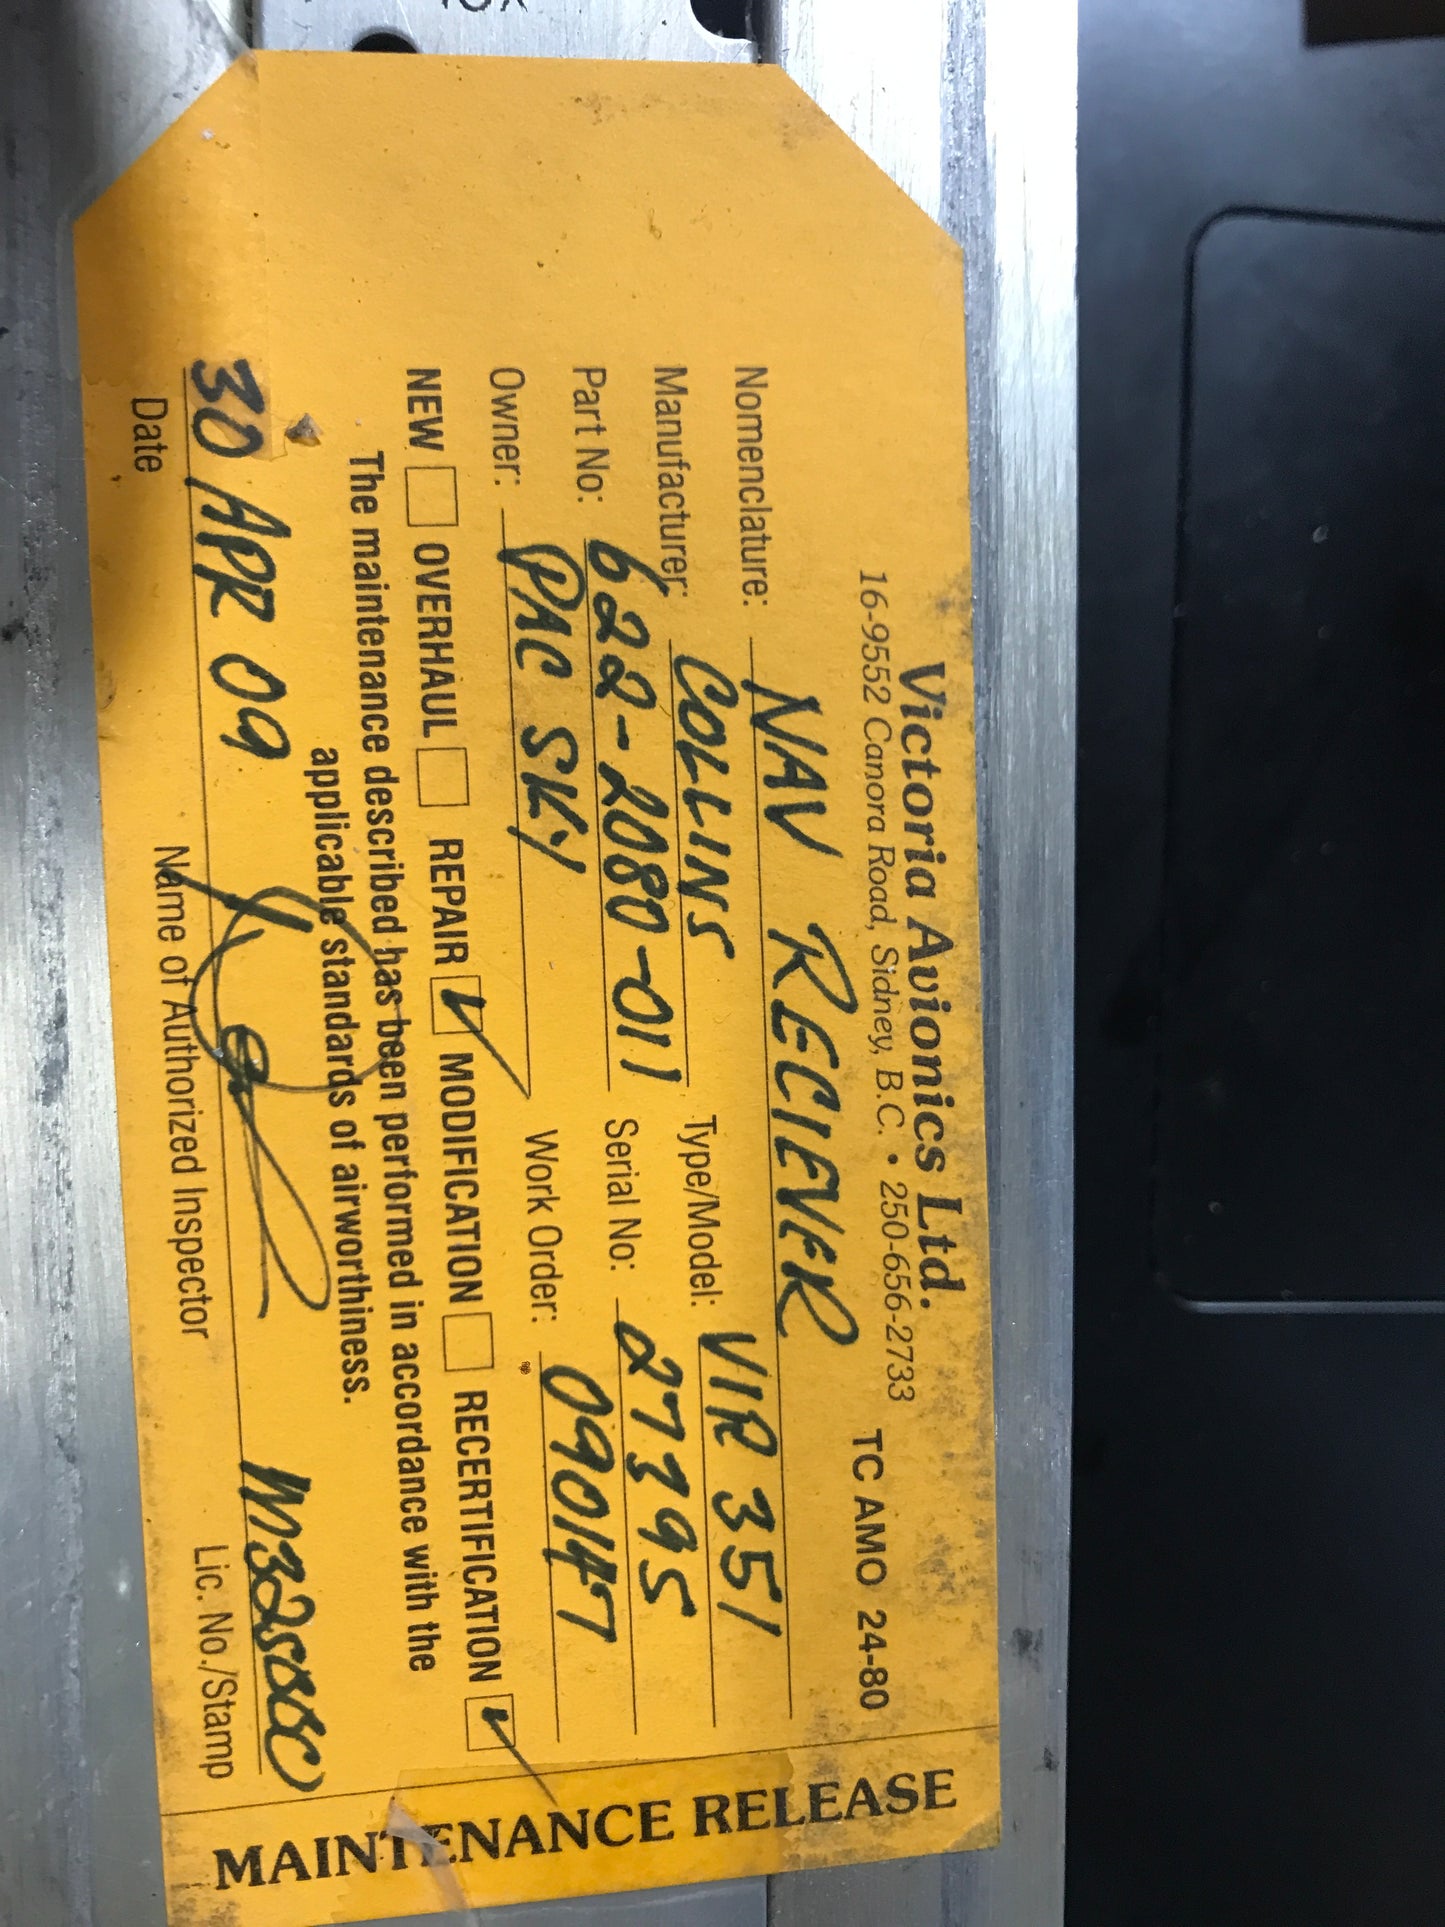 Victoria Avionics Ltd.
16-9552 Canora Road, Sidney, B.C. • 250-656-2733 TC AMO 24-80
Nomenclature: NAV RECIEVER
Manufacturer: COLLINS Type/Model: VIR 351
Part No: 622-2080-011 Serial No: 27395
Owner: PAC SKY Work Order: 090147
NEW OVERHAUL REPAIR ✓ MODIFICATION RECERTIFICATION ✓
The maintenance described has been performed in accordance with the
applicable standards of airworthiness.
30 APR 09
Date Name of Authorized Inspector Lic. No./Stamp
MAINTENANCE RELEASE